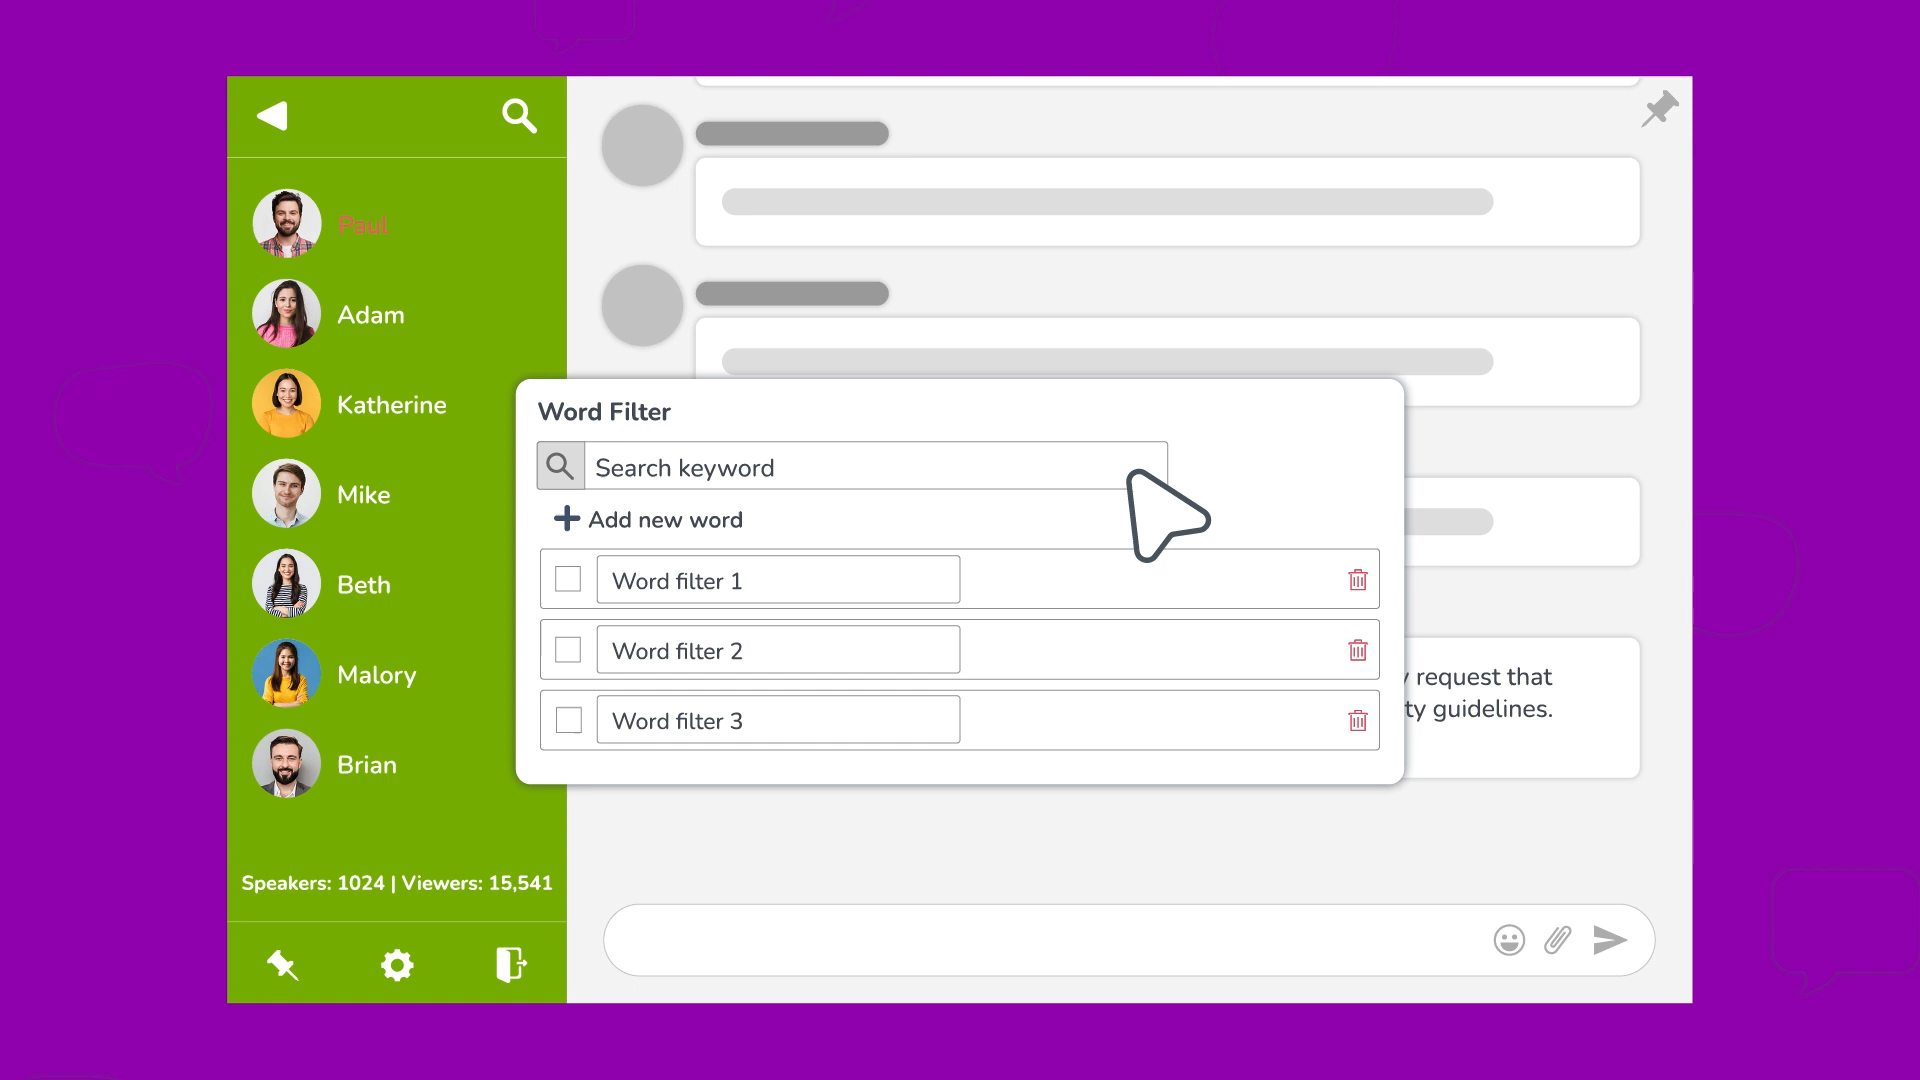 Paul
Adam
Katherine
Mike
Beth
Malory
Brian
Speakers: 1024 | Viewers: 15,541
Word Filter
Search keyword
Add new word
Word filter 1
Word filter 2
Word filter 3
request that
guidelines.